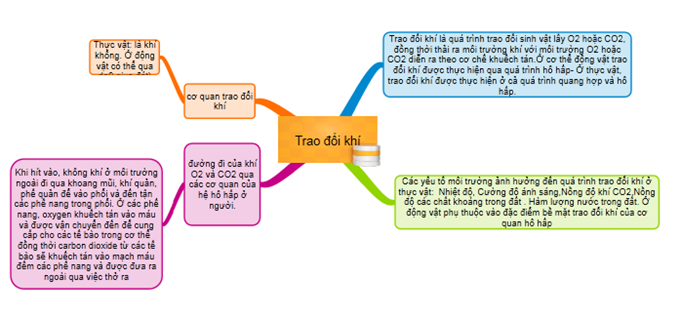 Trao đổi khí
Trao đổi khí là quá trình trao đổi sinh vật lấy O2 hoặc CO2,
đồng thời thải ra môi trường khí với môi trường O2 hoặc
CO2 diễn ra theo cơ chế khuếch tán.Ở cơ thể động vật trao
đổi khí được thực hiện qua quá trình hô hấp- Ở thực vật,
trao đổi khí được thực hiện ở cả quá trình quang hợp và hô
hấp.
Các yếu tố môi trường ảnh hưởng đến quá trình trao đổi khí ở
thực vật: Nhiệt độ, Cường độ ánh sáng,Nồng độ khí CO2,Nồng
độ các chất khoáng trong đất . Hàm lượng nước trong đất. Ở
động vật phụ thuộc vào đặc điểm bề mặt trao đổi khí của cơ
quan hô hấp
cơ quan trao đổi
khí
Thực vật: là khí
khổng. Ở động
vật có thể qua
đường đi của khí
O2 và CO2 qua
các cơ quan của
hệ hô hấp ở
người.
Khi hít vào, không khí ở môi trường
ngoài đi qua khoang mũi, khí quản,
phế quản để vào phổi và đến tận
các phế nang trong phổi. Ở các phế
nang, oxygen khuếch tán vào máu
và được vận chuyển đến để cung
cấp cho các tế bào trong cơ thể
đồng thời carbon dioxide từ các tế
bào sẽ khuếch tán vào mạch máu
đếm các phế nang và được đưa ra
ngoài qua việc thở ra